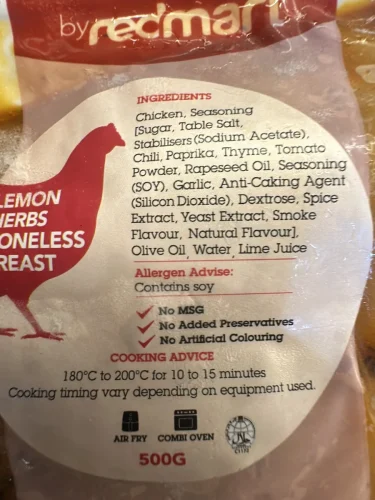 by redmart
INGREDIENTS
Chicken, Seasoning
[Sugar, Table Salt,
Stabilisers (Sodium Acetate),
Chili, Paprika, Thyme, Tomato
Powder, Rapeseed Oil, Seasoning
(SOY), Garlic, Anti-Caking Agent
(Silicon Dioxide), Dextrose, Spice
Extract, Yeast Extract, Smoke
Flavour, Natural Flavour],
Olive Oil, Water, Lime Juice
LEMON
HERBS
BONELESS
BREAST
Allergen Advise:
Contains soy
No MSG
No Added Preservatives
No Artificial Colouring
COOKING ADVICE
180°C to 200°C for 10 to 15 minutes
Cooking timing vary depending on equipment used.
AIR FRY COMBI OVEN
500G